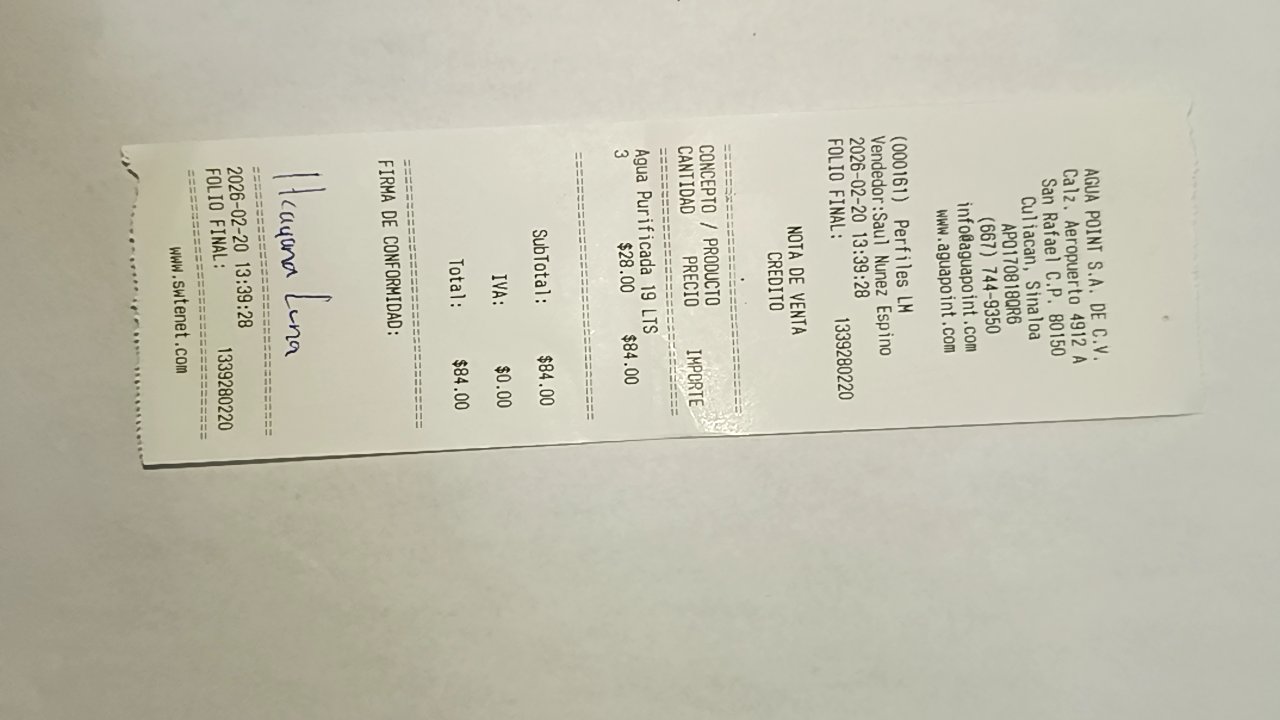 AGUA POINT S.A. DE C.V.
Calz. Aeropuerto 4912 A
San Rafael C.P. 80150
Culiacan, Sinaloa
APO170818QR6
(667) 744-9350
info@aguapoint.com
www.aguapoint.com
(000161) Perfiles LM
Vendedor:Saul Nunez Espino
2026-02-20 13:39:28
FOLIO FINAL: 1339280220
NOTA DE VENTA
CREDITO
CONCEPTO / PRODUCTO
CANTIDAD PRECIO IMPORTE
Agua Purificada 19 LTS
3 $28.00 $84.00
SubTotal: $84.00
IVA: $0.00
Total: $84.00
FIRMA DE CONFORMIDAD:
2026-02-20 13:39:28
FOLIO FINAL: 1339280220
www.swtenet.com